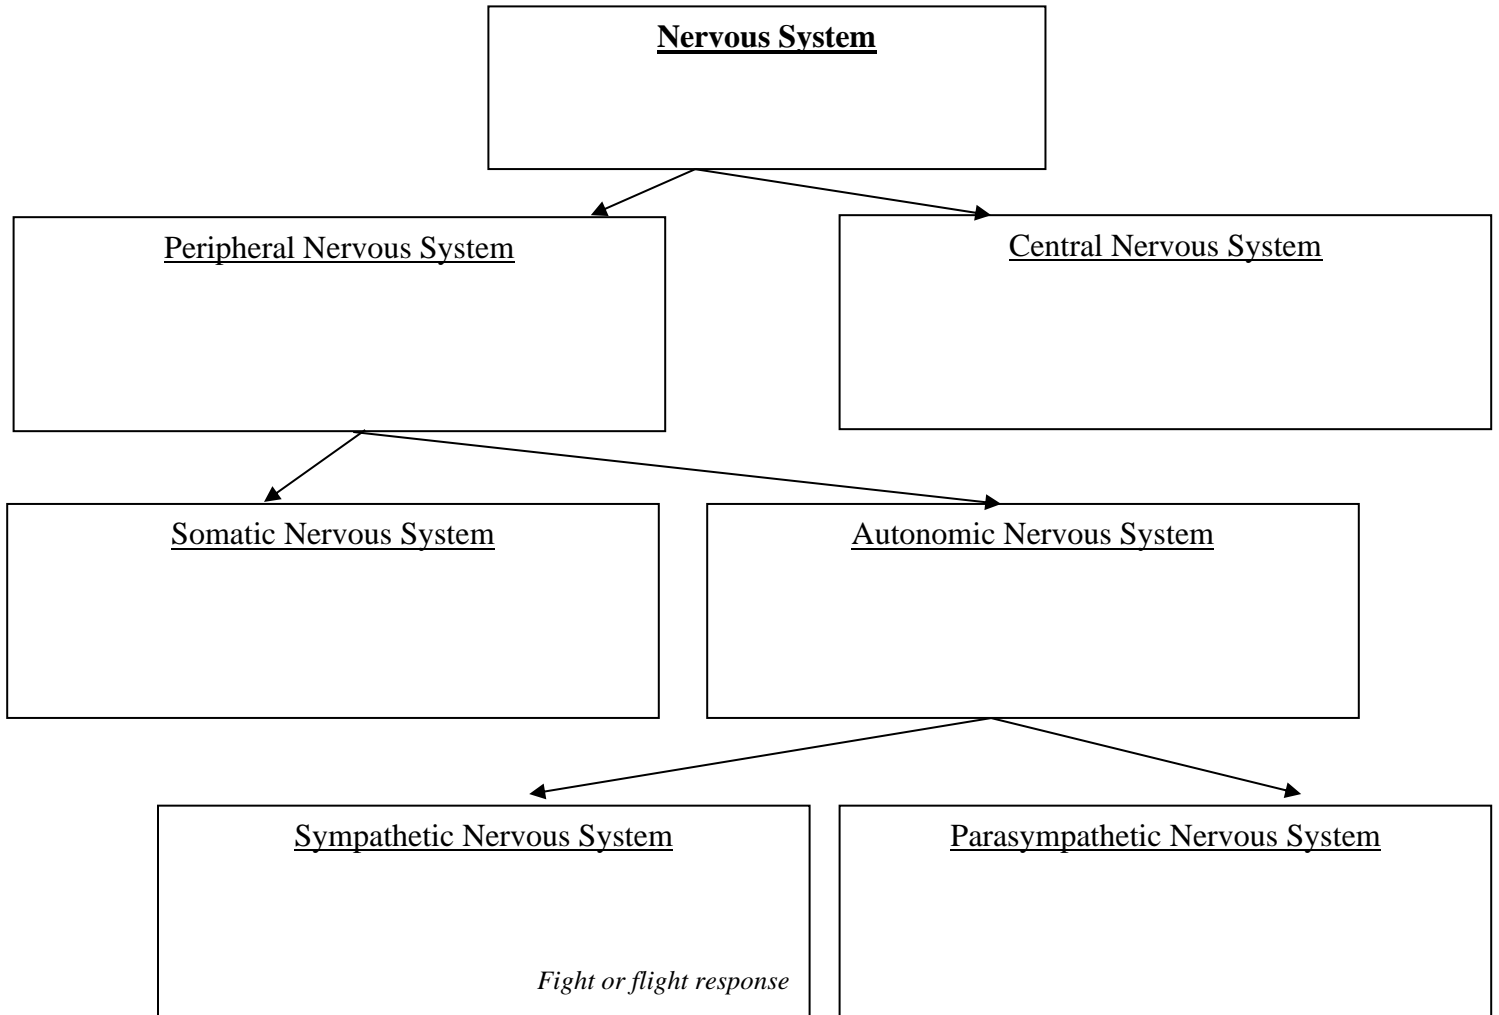 Nervous System
Peripheral Nervous System
Central Nervous System
Somatic Nervous System
Autonomic Nervous System
Sympathetic Nervous System
Parasympathetic Nervous System
Fight or flight response